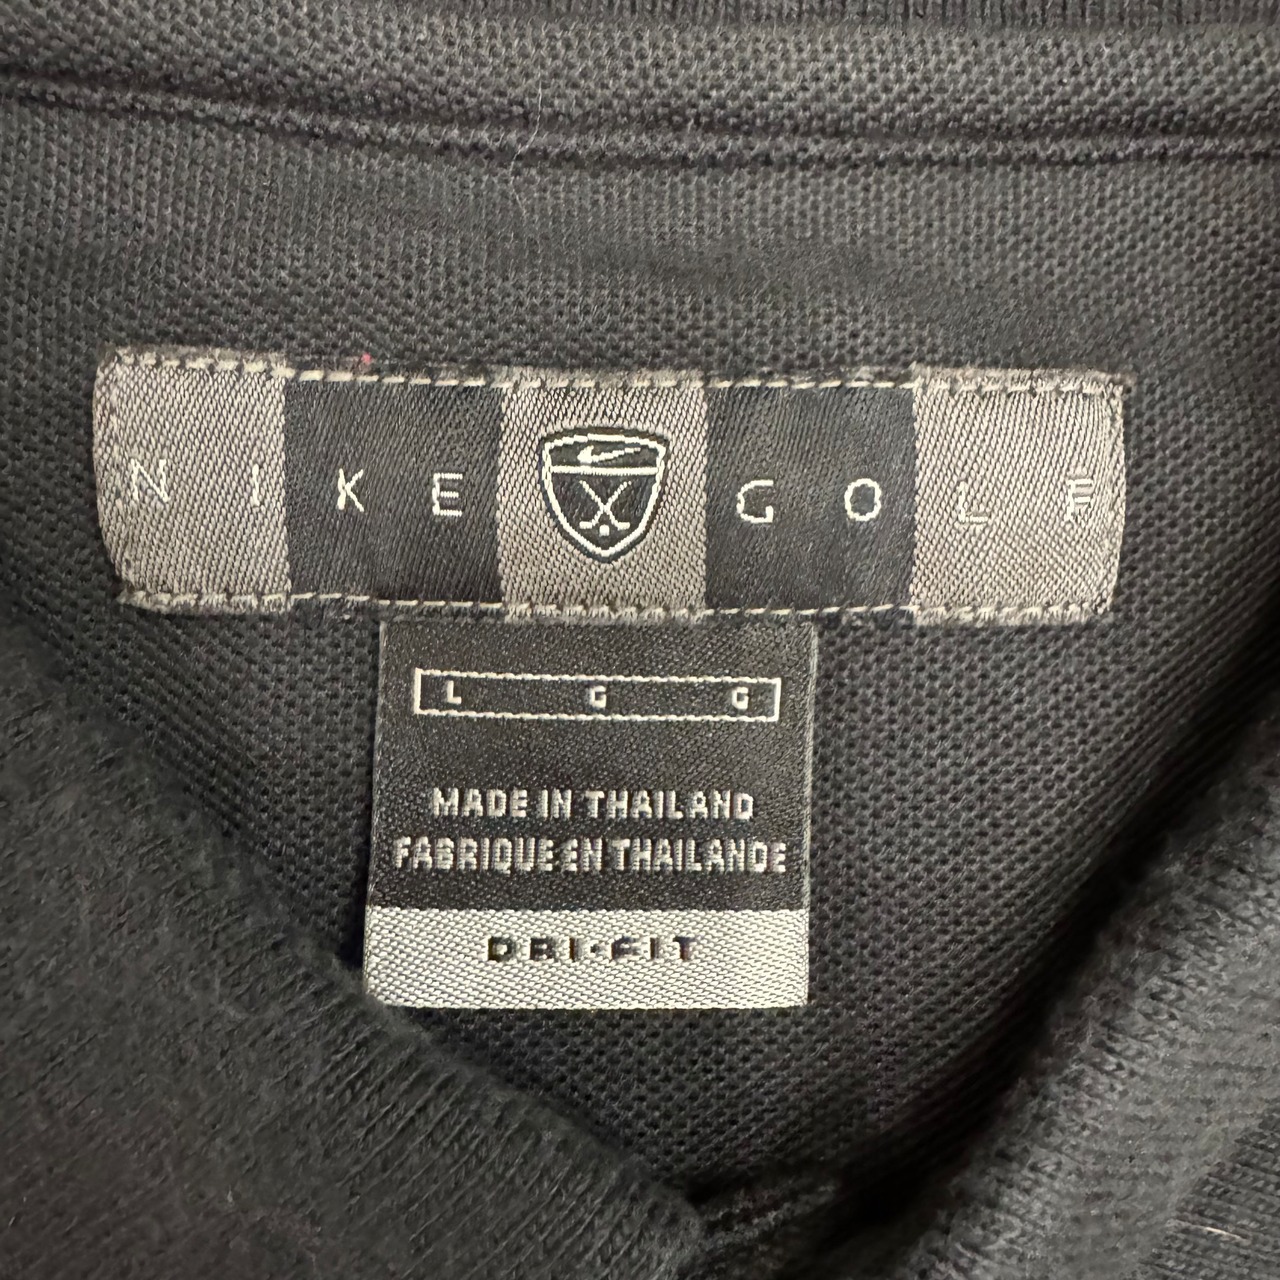 NIKE GOLF
L G G
MADE IN THAILAND
FABRIQUE EN THAILANDE
DRI-FIT